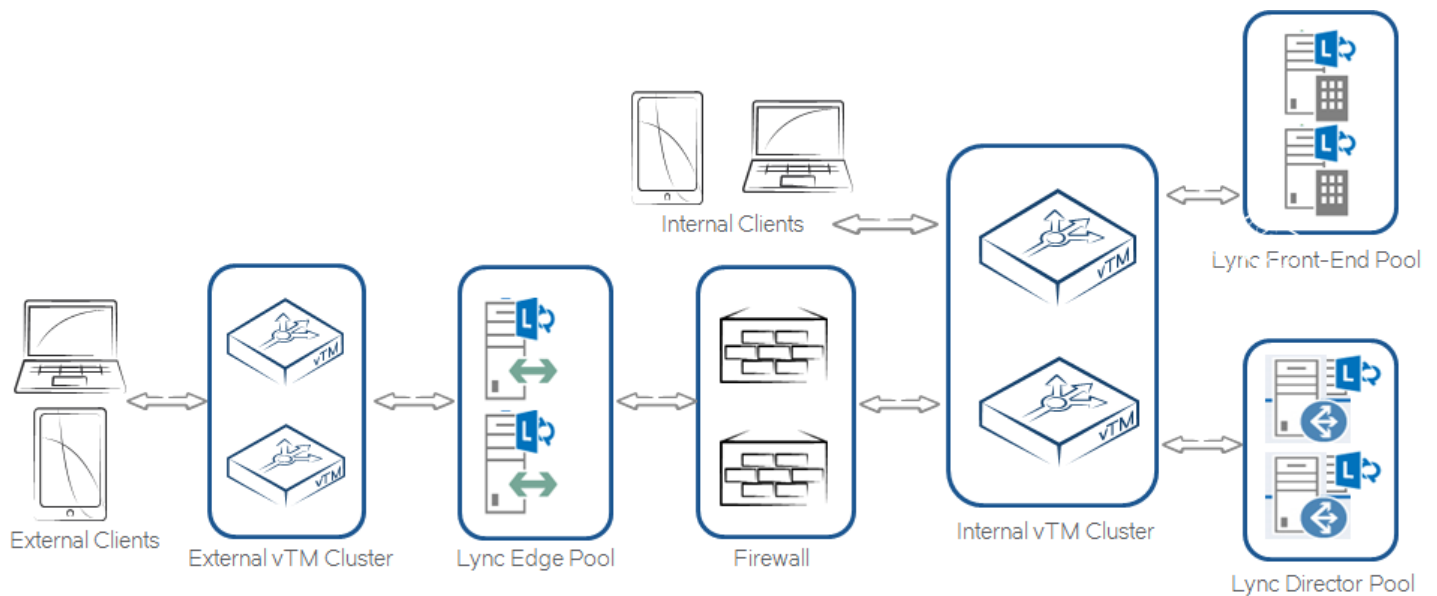 Internal Clients
vTM
vTM
Lync Front-End Pool
L
L
External Clients
vTM
vTM
External vTM Cluster
L
L
Lync Edge Pool
Firewall
Internal vTM Cluster
L
L
Lync Director Pool